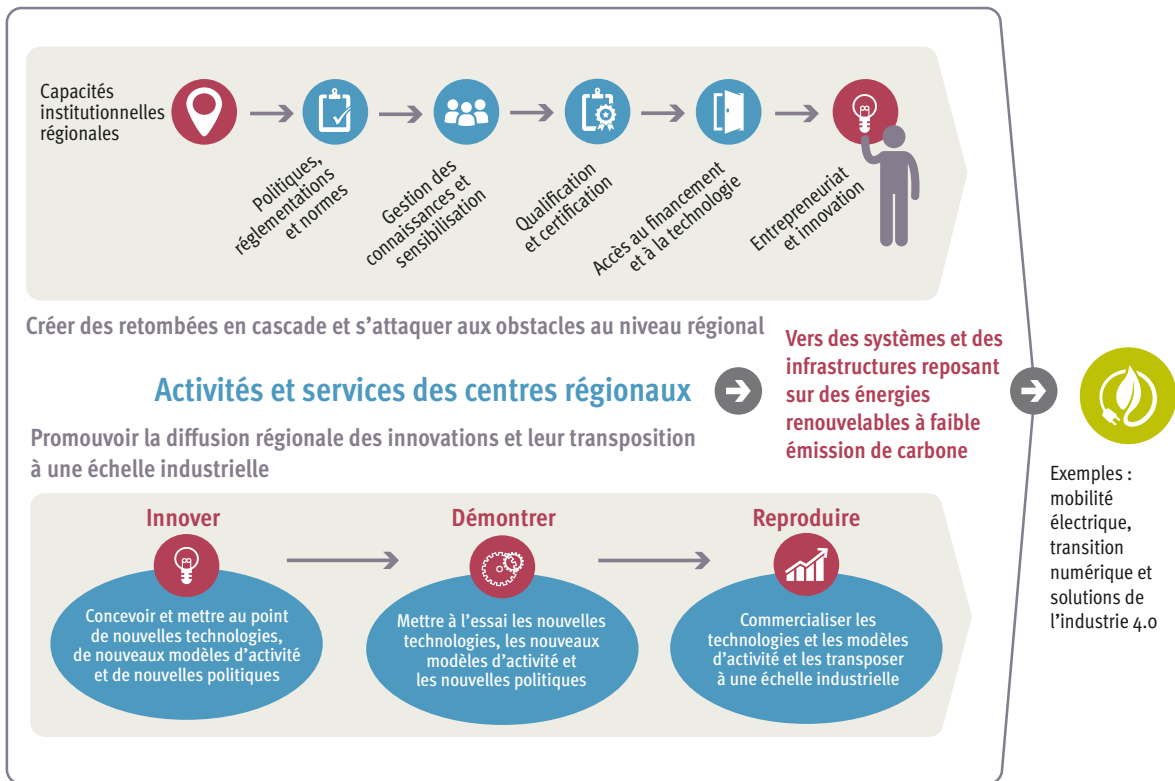 Capacités
institutionnelles
régionales
Politiques,
réglementations
et normes
Gestion des
connaissances et
sensibilisation
Qualification
et certification
Accès au financement
et à la technologie
Entrepreneuriat
et innovation
Créer des retombées en cascade et s’attaquer aux obstacles au niveau régional
Activités et services des centres régionaux
Promouvoir la diffusion régionale des innovations et leur transposition
à une échelle industrielle
Vers des systèmes et des
infrastructures reposant
sur des énergies
renouvelables à faible
émission de carbone
Exemples :
mobilité
électrique,
transition
numérique et
solutions de
l’industrie 4.0
Innover
Concevoir et mettre au point
de nouvelles technologies,
de nouveaux modèles d’activité
et de nouvelles politiques
Démontrer
Mettre à l’essai les nouvelles
technologies, les nouveaux
modèles d’activité et
les nouvelles politiques
Reproduire
Commercialiser les
technologies et les modèles
d’activité et les transposer
à une échelle industrielle